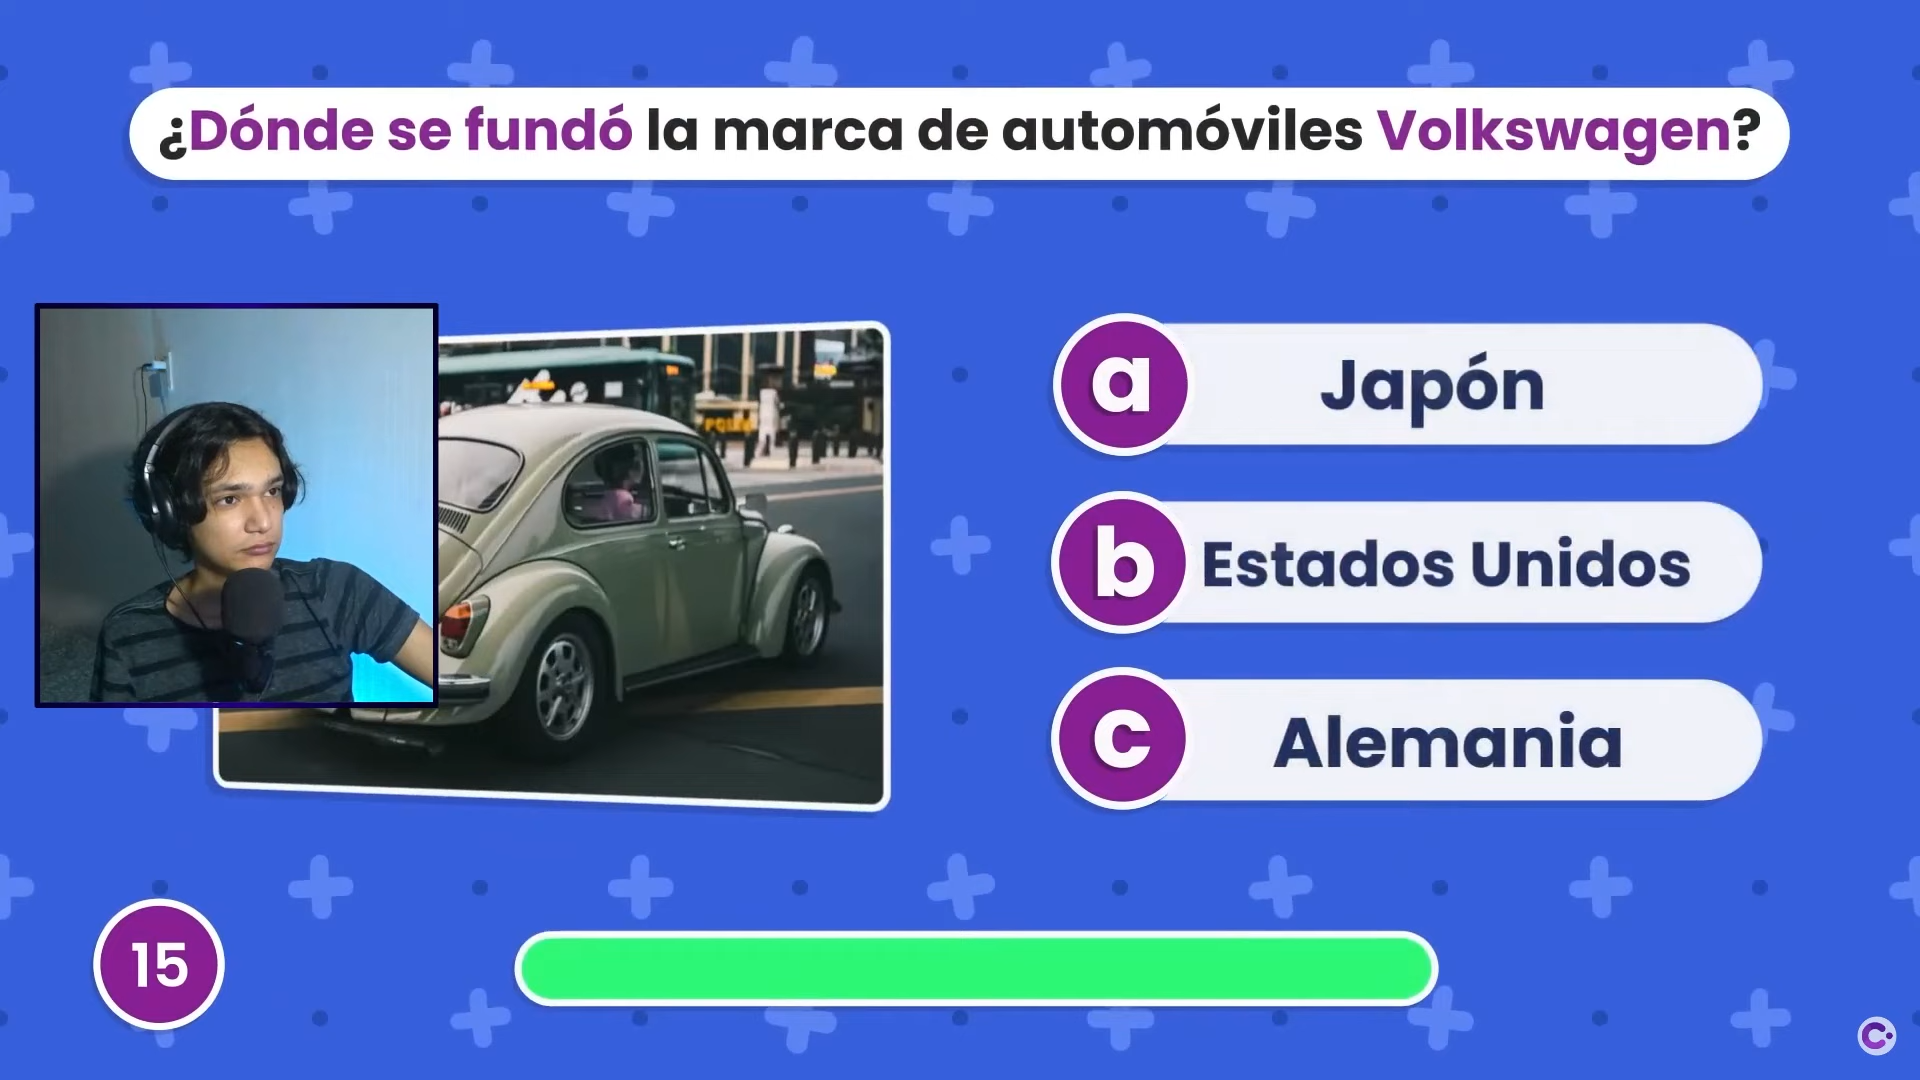 ¿Dónde se fundó la marca de automóviles Volkswagen?
a Japón
b Estados Unidos
c Alemania
15